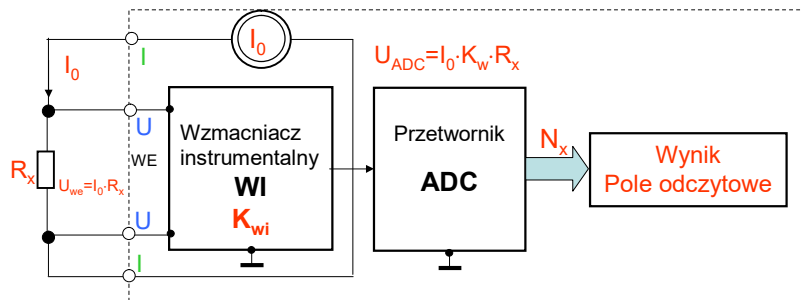 I₀
I
I₀
U_ADC=I₀·K_w·R_x
U
WE
Wzmacniacz
instrumentalny
WI
K_wi
Przetwornik
ADC
N_x
Wynik
Pole odczytowe
R_x
U_we=I₀·R_x
U
I